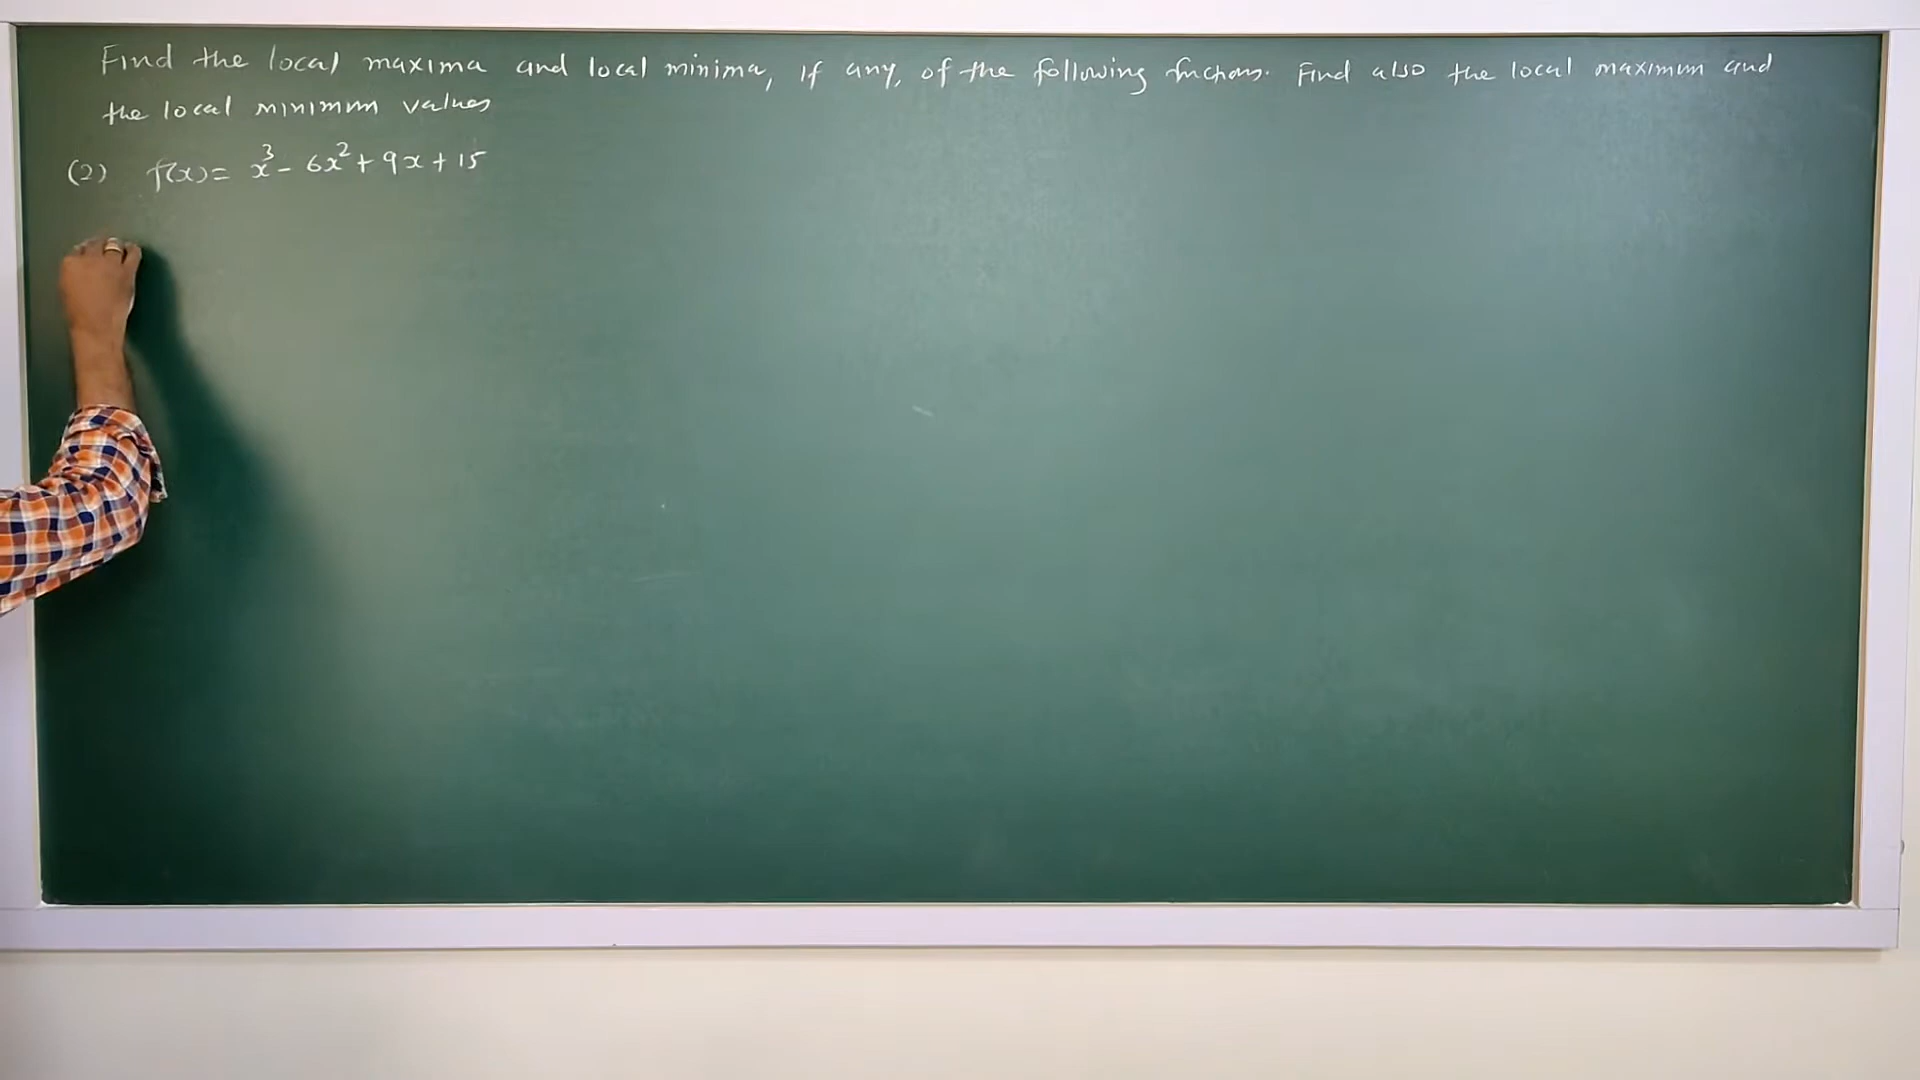 Find the local maxima and local minima, if any, of the following functions. Find also the local maximum and
the local minimum values
(2) f(x) = x³ - 6x² + 9x + 15